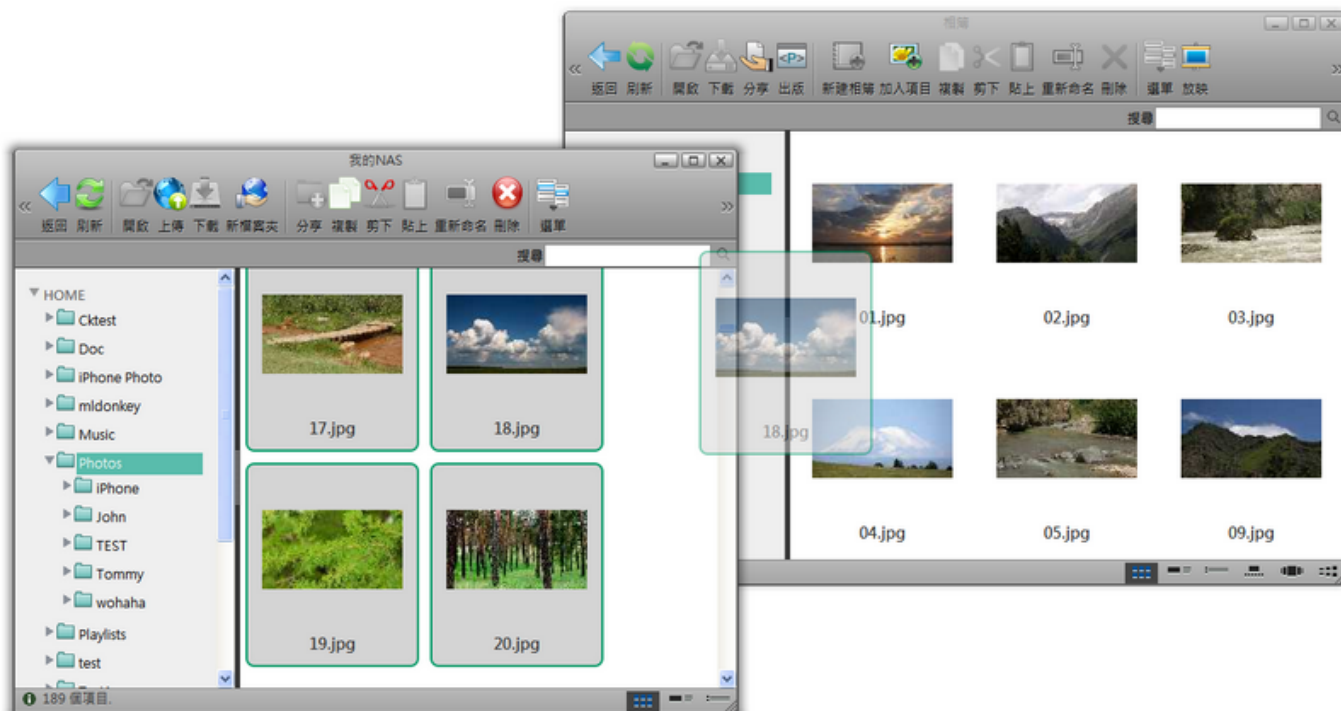 相簿
返回 刷新 開啟 下載 分享 出版 新建相簿 加入項目 複製 剪下 貼上 重新命名 刪除 選單 放映
搜尋
01.jpg 02.jpg 03.jpg
04.jpg 05.jpg 09.jpg
我的NAS
返回 刷新 開啟 上傳 下載 新檔案夾 分享 複製 剪下 貼上 重新命名 刪除 選單
搜尋
HOME
Cktest
Doc
iPhone Photo
mldonkey
Music
Photos
iPhone
John
TEST
Tommy
wohaha
Playlists
test
17.jpg 18.jpg
19.jpg 20.jpg
18.jpg
189 個項目.